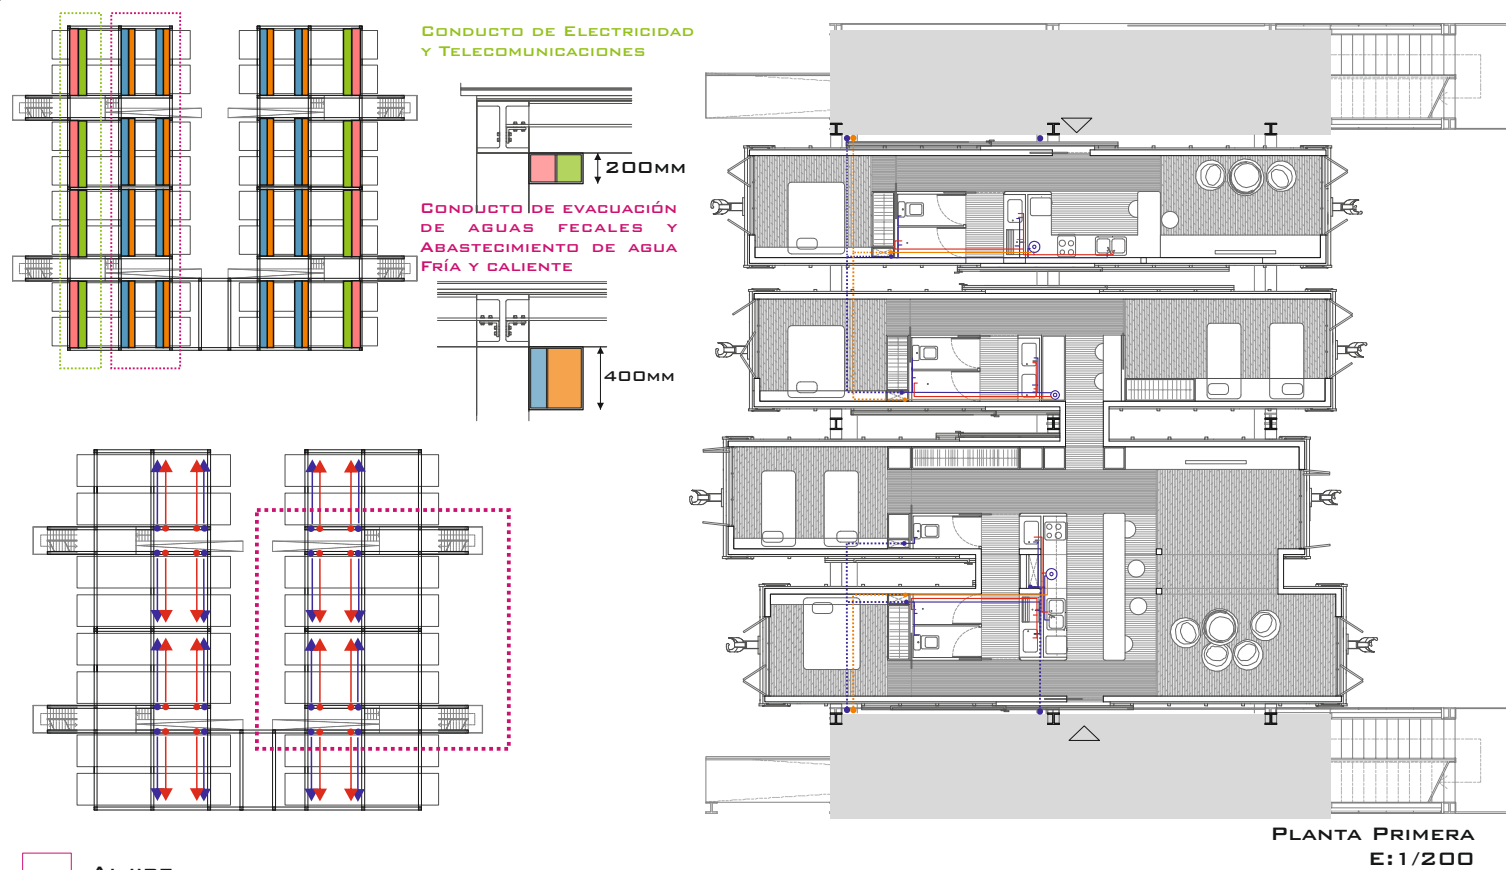 Conducto de Electricidad
y Telecomunicaciones
200mm
Conducto de evacuación
de aguas fecales y
Abastecimiento de agua
Fría y caliente
400mm
Planta Primera
E:1/200